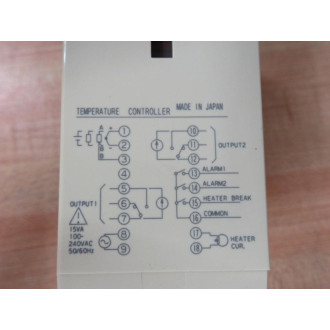 TEMPERATURE CONTROLLER MADE IN JAPAN
A
B
B
1
2
3
4
5
6
7
8
9
OUTPUT1
15VA
100-
240VAC
50/60Hz
10
11
12
OUTPUT2
13 ALARM1
14 ALARM2
15 HEATER BREAK
16 COMMON
17
18
HEATER
CUR.